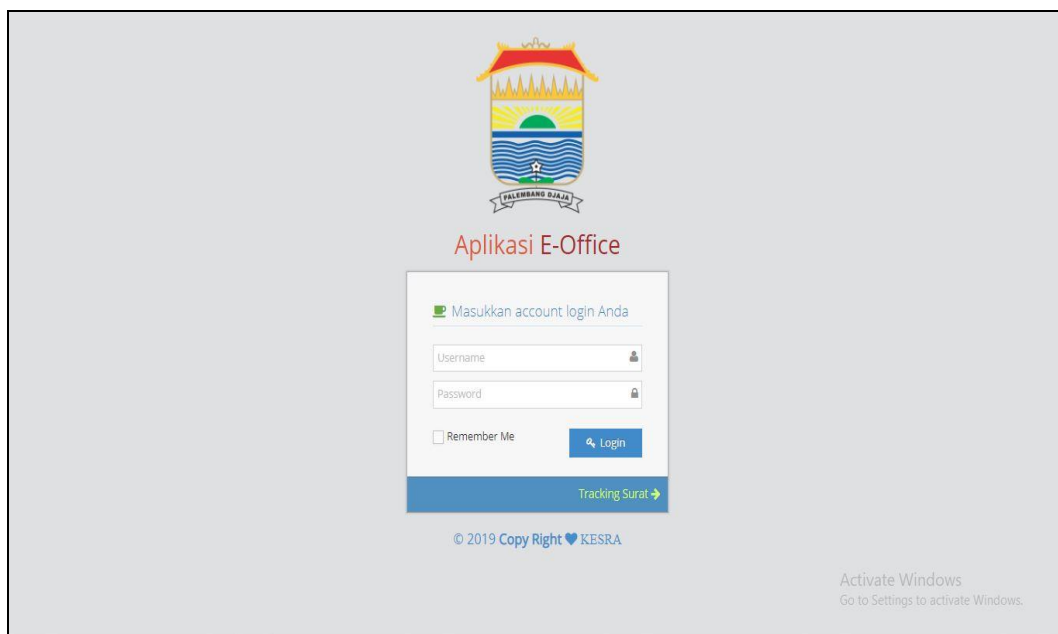 PALEMBANG DJAJA
Aplikasi E-Office
Masukkan account login Anda
Username
Password
Remember Me
Login
Tracking Surat
© 2019 Copy Right KESRA
Activate Windows
Go to Settings to activate Windows.